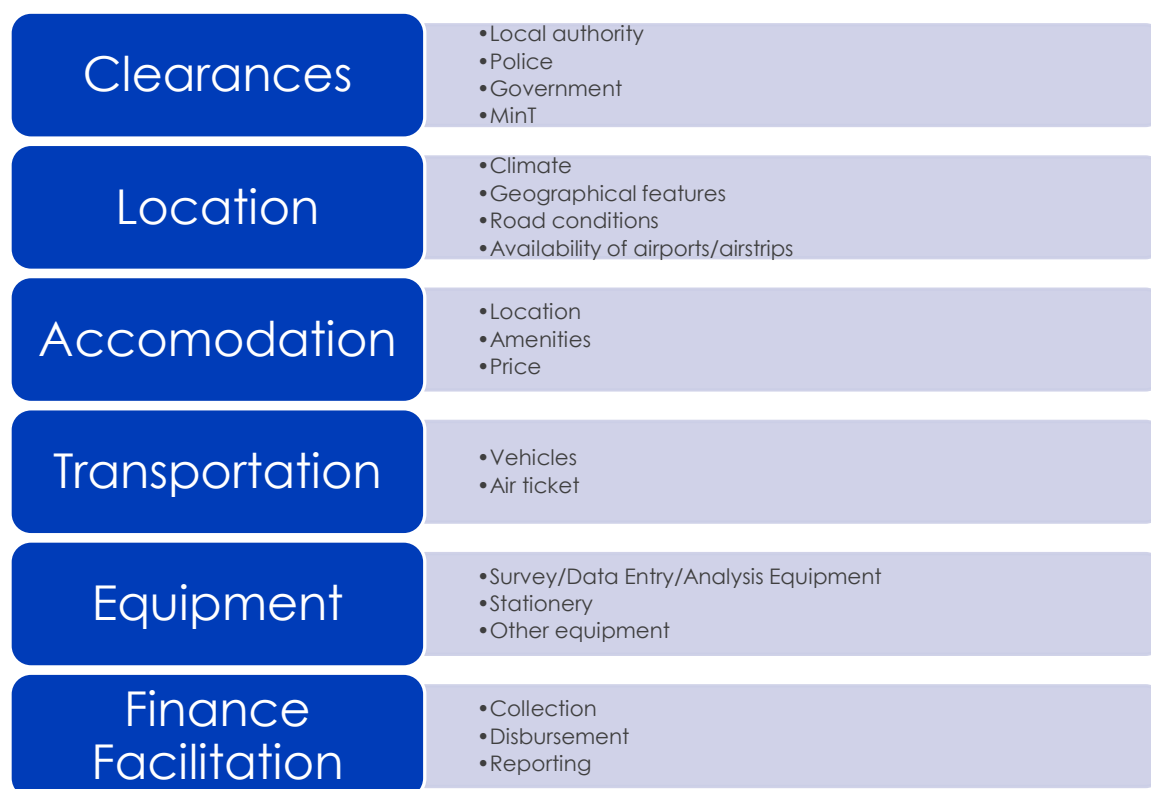 Clearances
•Local authority
•Police
•Government
•MinT
Location
•Climate
•Geographical features
•Road conditions
•Availability of airports/airstrips
Accomodation
•Location
•Amenities
•Price
Transportation
•Vehicles
•Air ticket
Equipment
•Survey/Data Entry/Analysis Equipment
•Stationery
•Other equipment
Finance
Facilitation
•Collection
•Disbursement
•Reporting